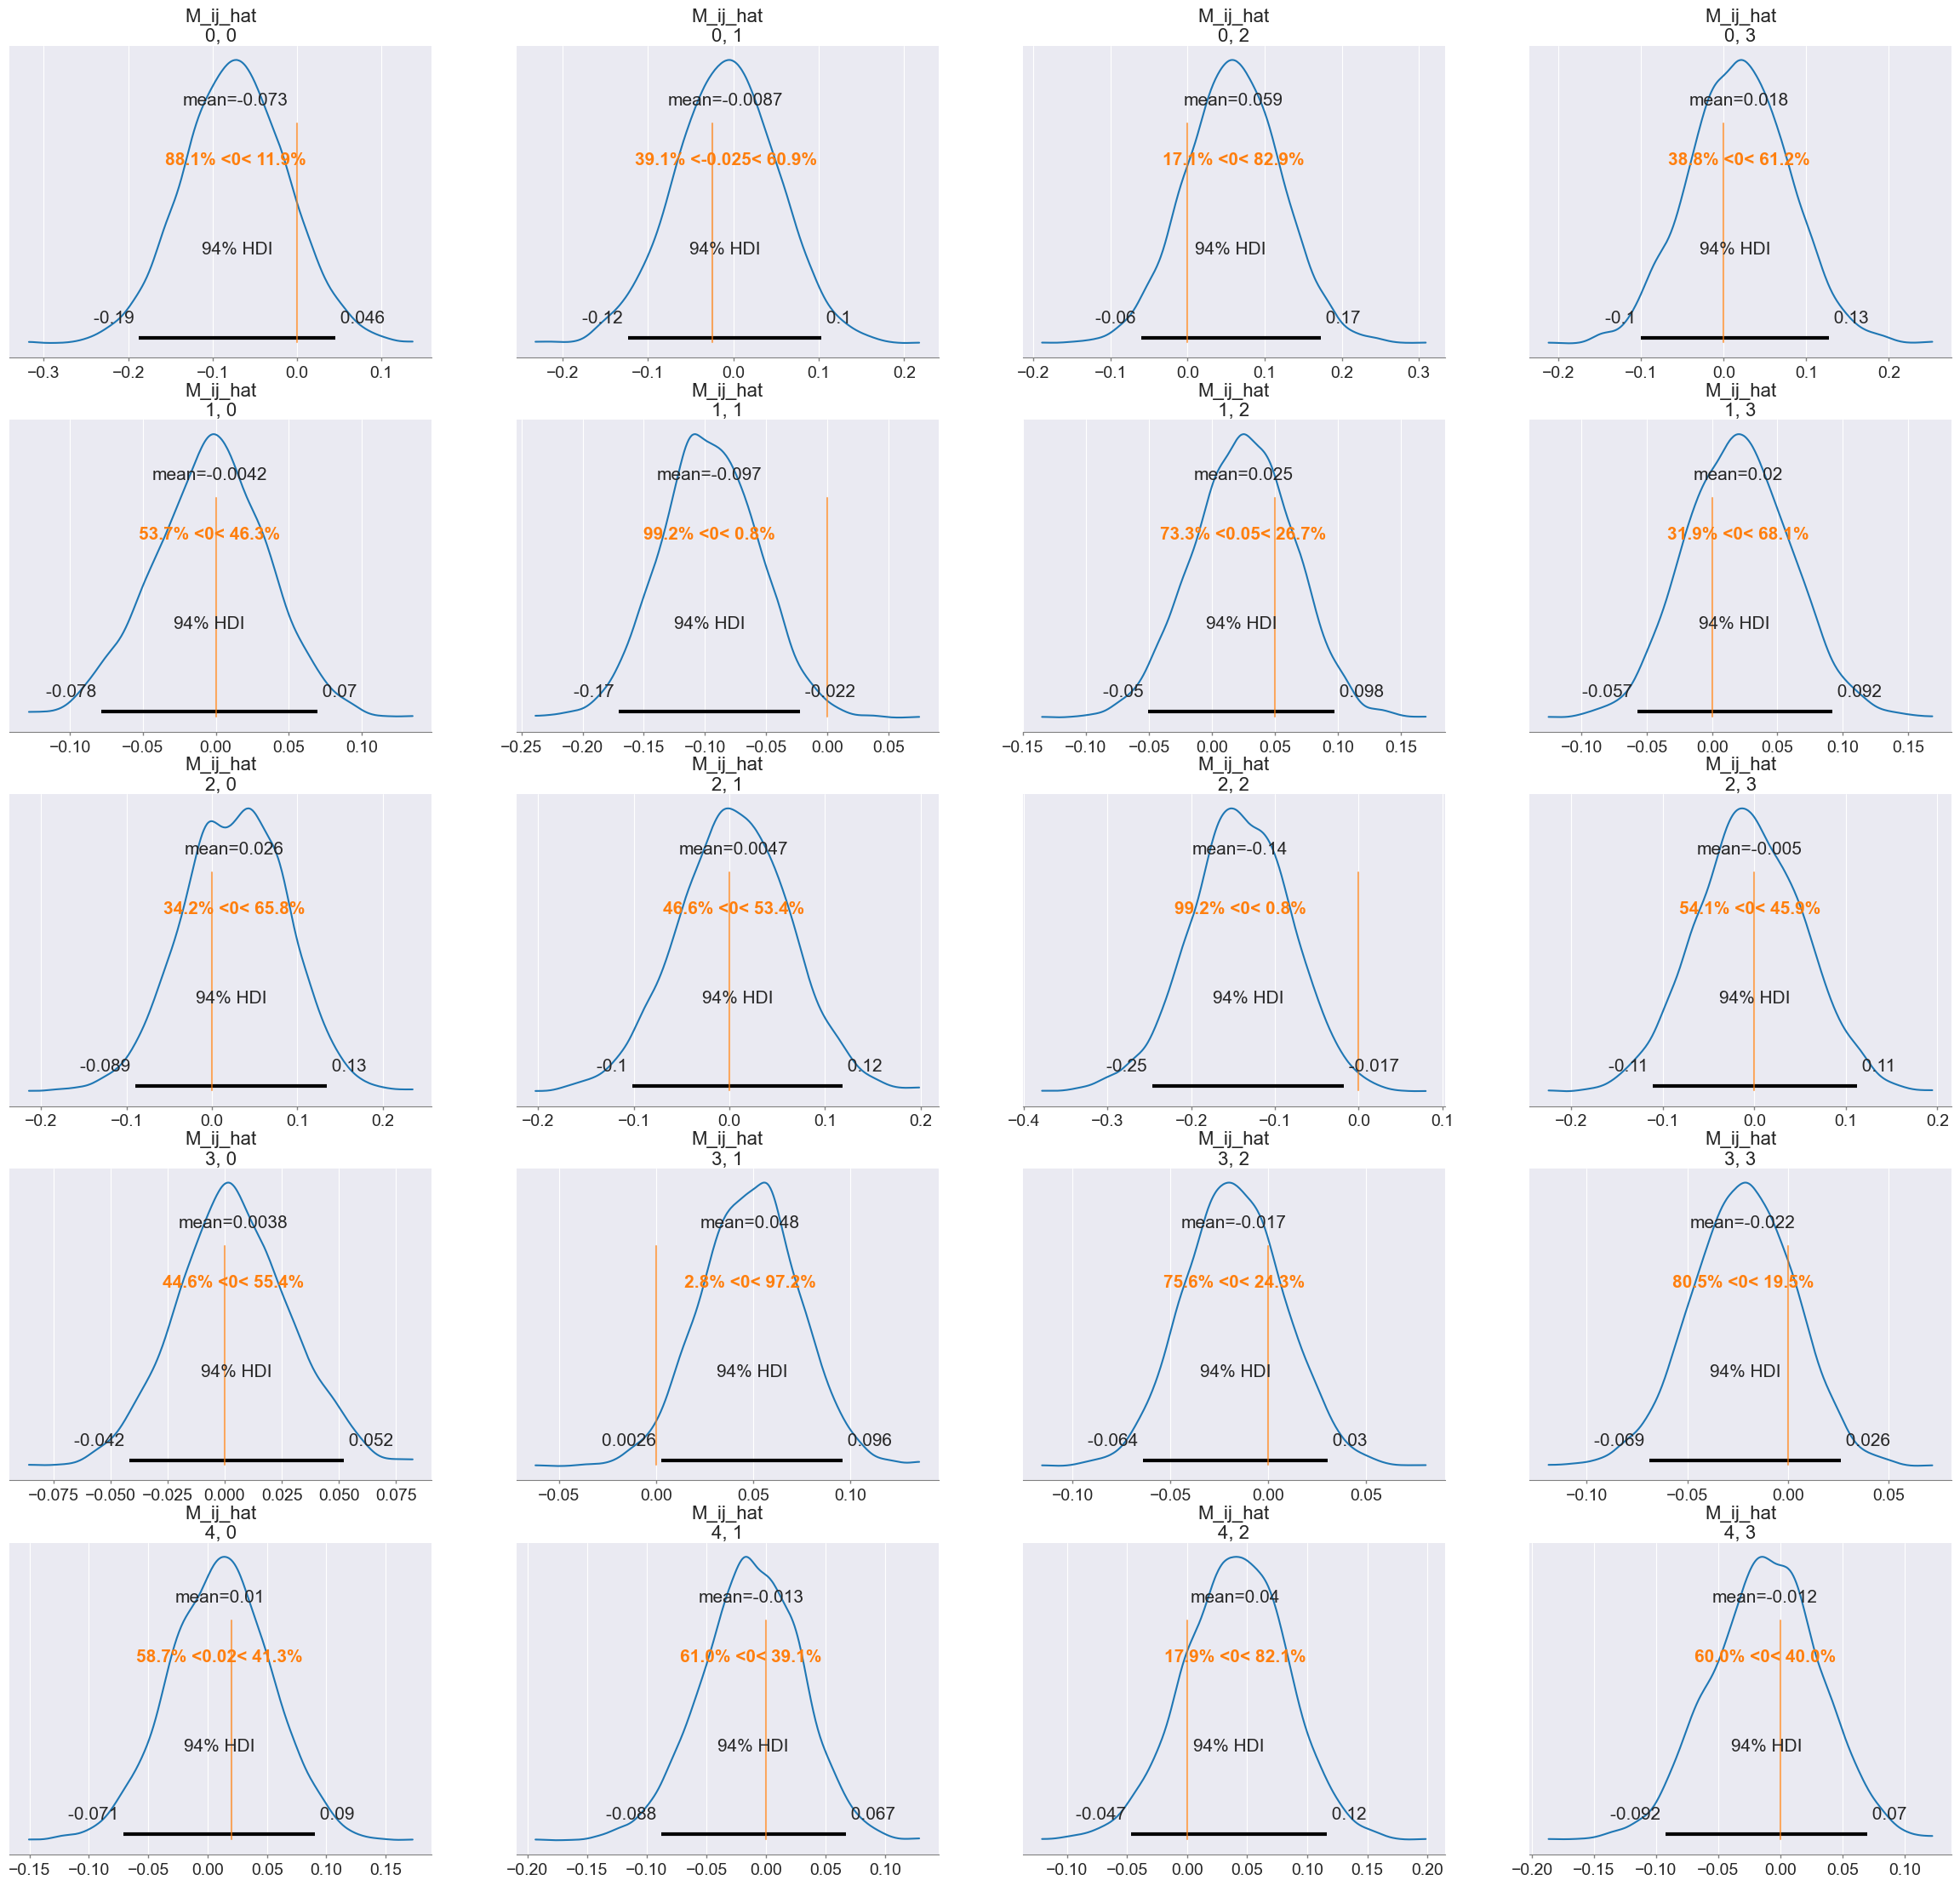 M_ij_hat
0, 0
mean=-0.073
88.1% <0< 11.9%
94% HDI
-0.19 0.046
−0.3 −0.2 −0.1 0.0 0.1
M_ij_hat
0, 1
mean=-0.0087
39.1% <-0.025< 60.9%
94% HDI
-0.12 0.1
−0.2 −0.1 0.0 0.1 0.2
M_ij_hat
0, 2
mean=0.059
17.1% <0< 82.9%
94% HDI
-0.06 0.17
−0.2 −0.1 0.0 0.1 0.2 0.3
M_ij_hat
0, 3
mean=0.018
38.8% <0< 61.2%
94% HDI
-0.1 0.13
−0.2 −0.1 0.0 0.1 0.2
M_ij_hat
1, 0
mean=-0.0042
53.7% <0< 46.3%
94% HDI
-0.078 0.07
−0.10 −0.05 0.00 0.05 0.10
M_ij_hat
1, 1
mean=-0.097
99.2% <0< 0.8%
94% HDI
-0.17 -0.022
−0.25 −0.20 −0.15 −0.10 −0.05 0.00 0.05
M_ij_hat
1, 2
mean=0.025
73.3% <0.05< 26.7%
94% HDI
-0.05 0.098
−0.15 −0.10 −0.05 0.00 0.05 0.10 0.15
M_ij_hat
1, 3
mean=0.02
31.9% <0< 68.1%
94% HDI
-0.057 0.092
−0.10 −0.05 0.00 0.05 0.10 0.15
M_ij_hat
2, 0
mean=0.026
34.2% <0< 65.8%
94% HDI
-0.089 0.13
−0.2 −0.1 0.0 0.1 0.2
M_ij_hat
2, 1
mean=0.0047
46.6% <0< 53.4%
94% HDI
-0.1 0.12
−0.2 −0.1 0.0 0.1 0.2
M_ij_hat
2, 2
mean=-0.14
99.2% <0< 0.8%
94% HDI
-0.25 -0.017
−0.4 −0.3 −0.2 −0.1 0.0 0.1
M_ij_hat
2, 3
mean=-0.005
54.1% <0< 45.9%
94% HDI
-0.11 0.11
−0.2 −0.1 0.0 0.1 0.2
M_ij_hat
3, 0
mean=0.0038
44.6% <0< 55.4%
94% HDI
-0.042 0.052
−0.075 −0.050 −0.025 0.000 0.025 0.050 0.075
M_ij_hat
3, 1
mean=0.048
2.8% <0< 97.2%
94% HDI
0.0026 0.096
−0.05 0.00 0.05 0.10
M_ij_hat
3, 2
mean=-0.017
75.6% <0< 24.3%
94% HDI
-0.064 0.03
−0.10 −0.05 0.00 0.05
M_ij_hat
3, 3
mean=-0.022
80.5% <0< 19.5%
94% HDI
-0.069 0.026
−0.10 −0.05 0.00 0.05
M_ij_hat
4, 0
mean=0.01
58.7% <0.02< 41.3%
94% HDI
-0.071 0.09
−0.15 −0.10 −0.05 0.00 0.05 0.10 0.15
M_ij_hat
4, 1
mean=-0.013
61.0% <0< 39.1%
94% HDI
-0.088 0.067
−0.20 −0.15 −0.10 −0.05 0.00 0.05 0.10
M_ij_hat
4, 2
mean=0.04
17.9% <0< 82.1%
94% HDI
-0.047 0.12
−0.10 −0.05 0.00 0.05 0.10 0.15 0.20
M_ij_hat
4, 3
mean=-0.012
60.0% <0< 40.0%
94% HDI
-0.092 0.07
−0.20 −0.15 −0.10 −0.05 0.00 0.05 0.10